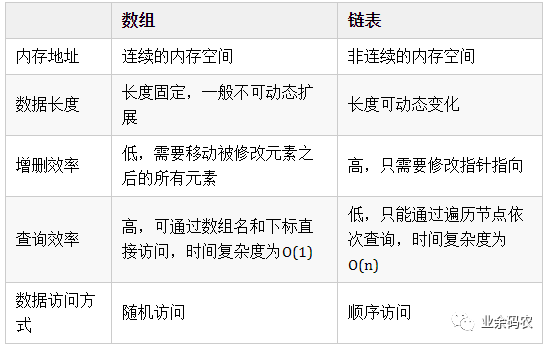 数组 链表
内存地址 连续的内存空间 非连续的内存空间
数据长度 长度固定，一般不可动态扩
展 长度可动态变化
增删效率 低，需要移动被修改元素之
后的所有元素 高，只需要修改指针指向
查询效率 高，可通过数组名和下标直
接访问，时间复杂度为O(1) 低，只能通过遍历节点依
次查询，时间复杂度为
O(n)
数据访问方
式 随机访问 顺序访问
业余码农